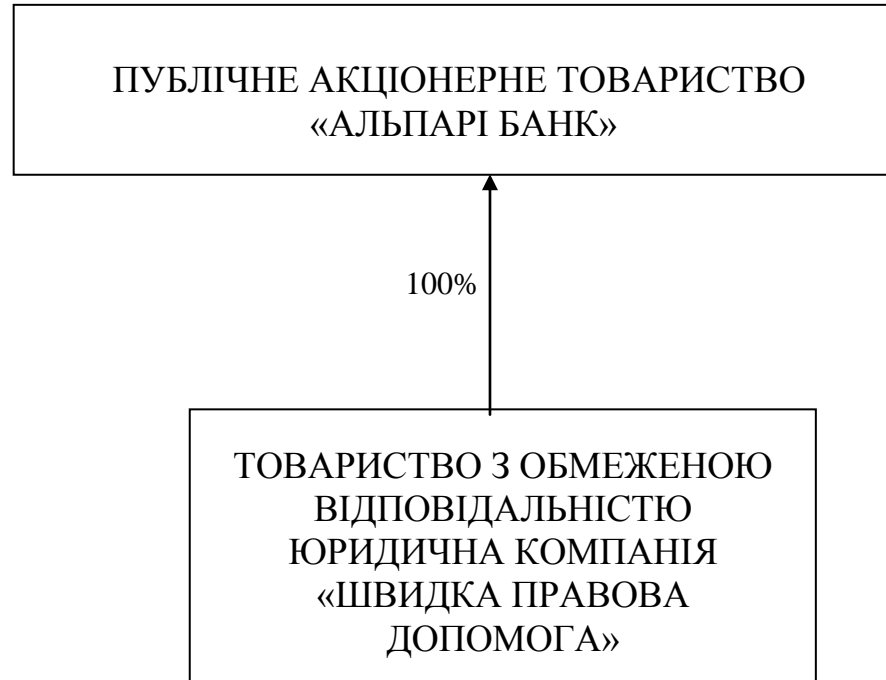 ПУБЛІЧНЕ АКЦІОНЕРНЕ ТОВАРИСТВО
«АЛЬПАРІ БАНК»
100%
ТОВАРИСТВО З ОБМЕЖЕНОЮ
ВІДПОВІДАЛЬНІСТЮ
ЮРИДИЧНА КОМПАНІЯ
«ШВИДКА ПРАВОВА
ДОПОМОГА»